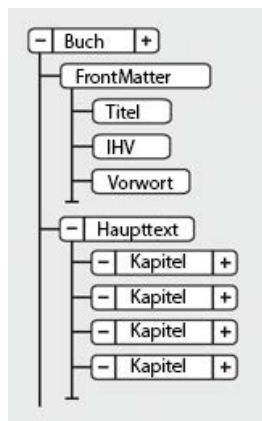 − Buch +
FrontMatter
Titel
IHV
Vorwort
− Haupttext
− Kapitel +
− Kapitel +
− Kapitel +
− Kapitel +